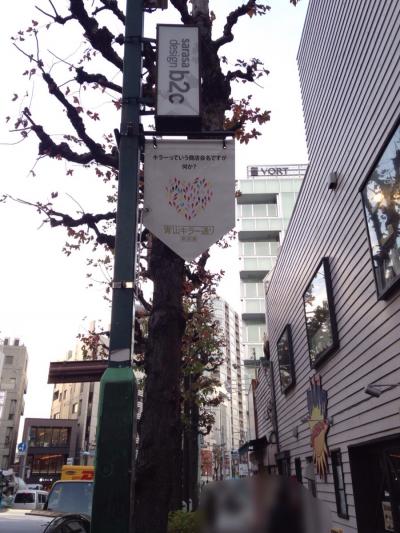 sarasa
design
b2c
キラーっていう商店会名ですが
何か？
青山キラー通り
商店会
YORT